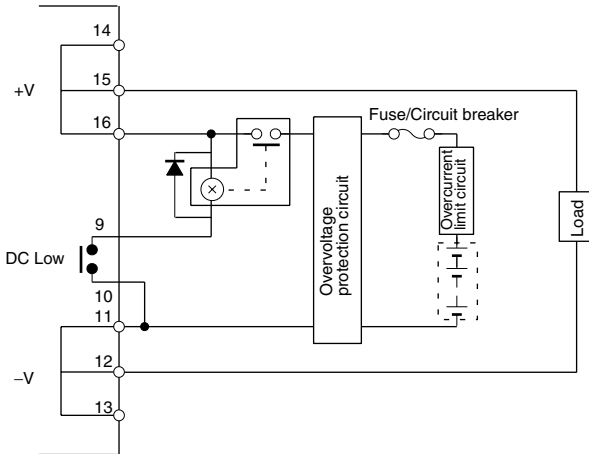 14
+V
15
16
Fuse/Circuit breaker
Overcurrent
limit circuit
Overvoltage
protection circuit
Load
9
DC Low
10
11
12
−V
13